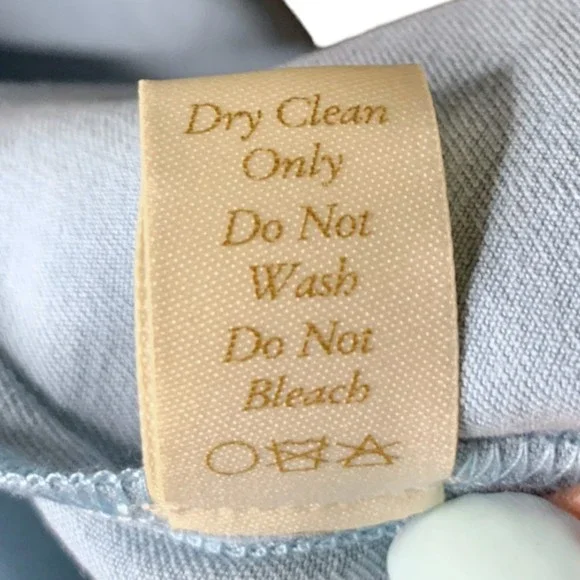 Dry Clean
Only
Do Not
Wash
Do Not
Bleach